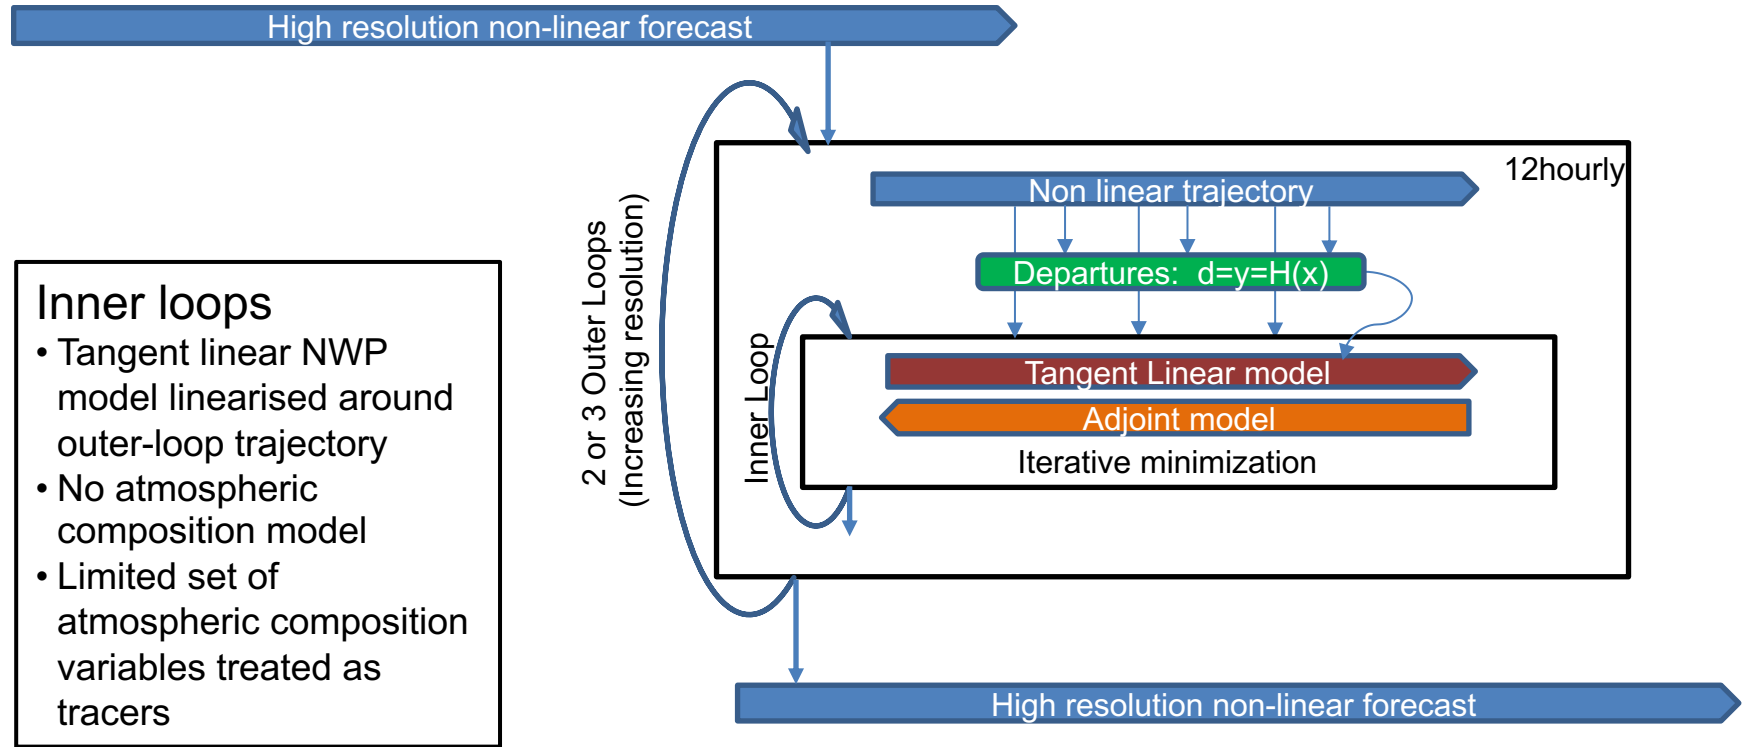 High resolution non-linear forecast
12hourly
Non linear trajectory
Departures: d=y=H(x)
2 or 3 Outer Loops
(Increasing resolution)
Inner Loop
Tangent Linear model
Adjoint model
Iterative minimization
Inner loops
• Tangent linear NWP
model linearised around
outer-loop trajectory
• No atmospheric
composition model
• Limited set of
atmospheric composition
variables treated as
tracers
High resolution non-linear forecast